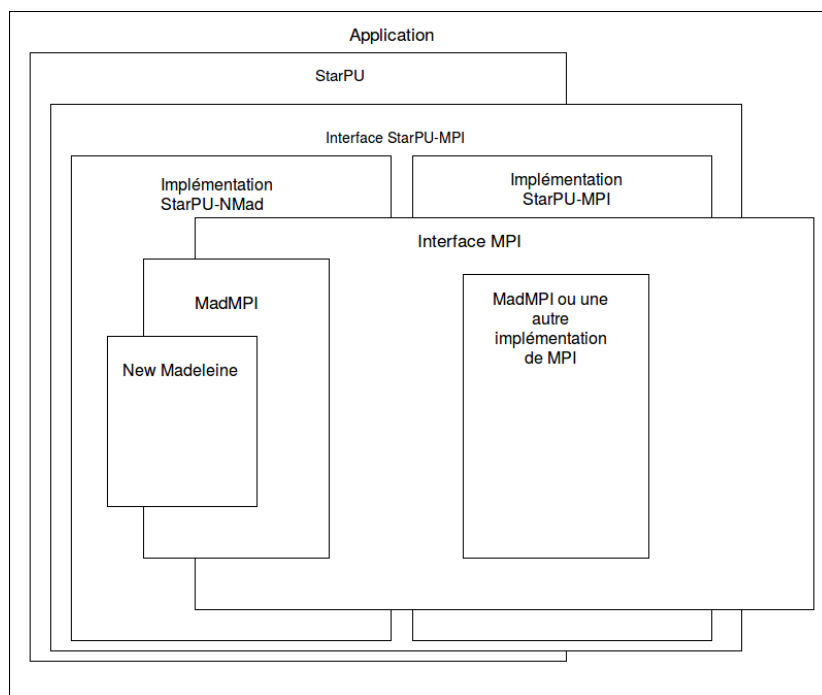 Application
StarPU
Interface StarPU-MPI
Implémentation
StarPU-NMad
Implémentation
StarPU-MPI
Interface MPI
MadMPI
MadMPI ou une
autre
implémentation
de MPI
New Madeleine